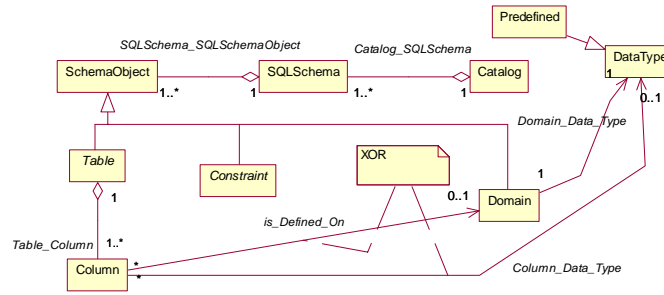 Predefined
SQLSchema_SQLSchemaObject
Catalog_SQLSchema
SchemaObject
SQLSchema
Catalog
DataType
1..*
1
1..*
1
1
0..1
Domain_Data_Type
Table
Constraint
XOR
1
0..1
1
Domain
is_Defined_On
Table_Column
1..*
Column
*
*
Column_Data_Type